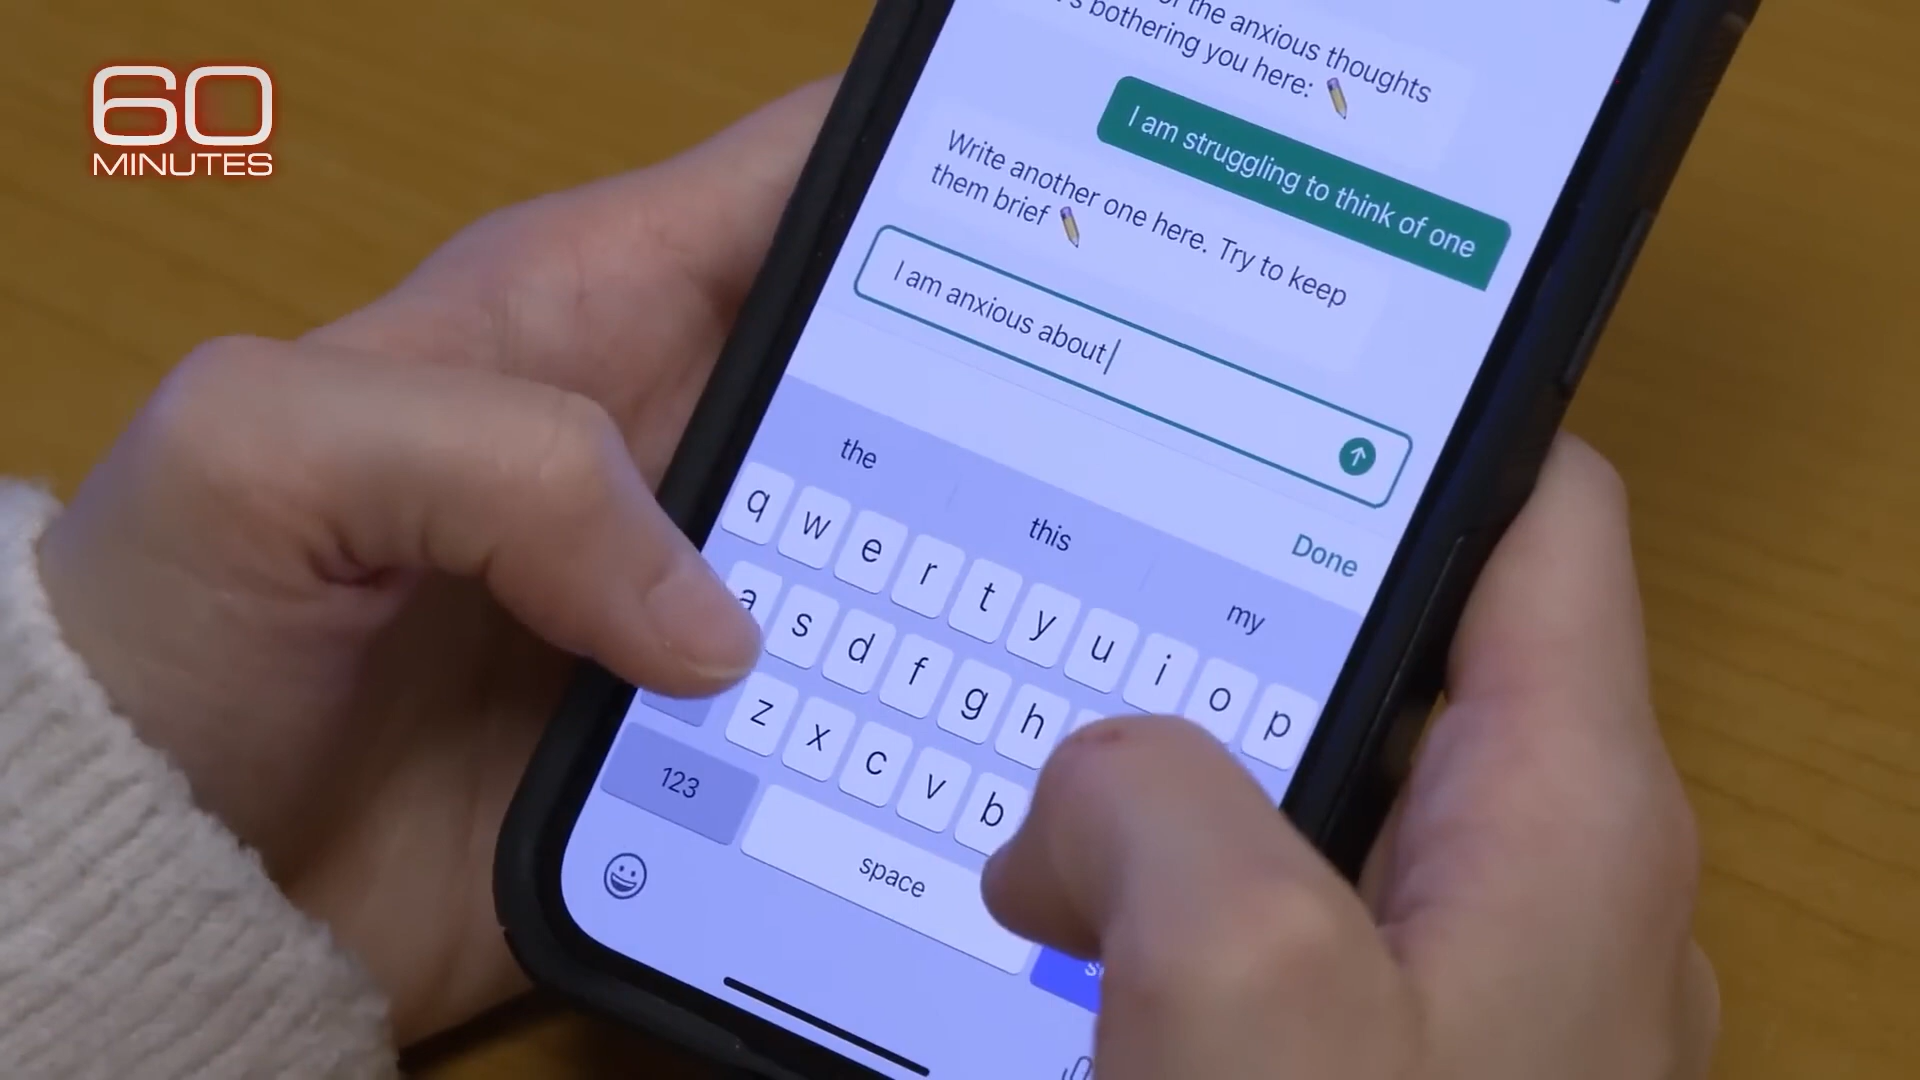 60
MINUTES
the anxious thoughts
bothering you here:
I am struggling to think of one
Write another one here. Try to keep
them brief
I am anxious about
the
this
my
Done
q w e r t y u i o p
a s d f g h
z x c v b
123
space